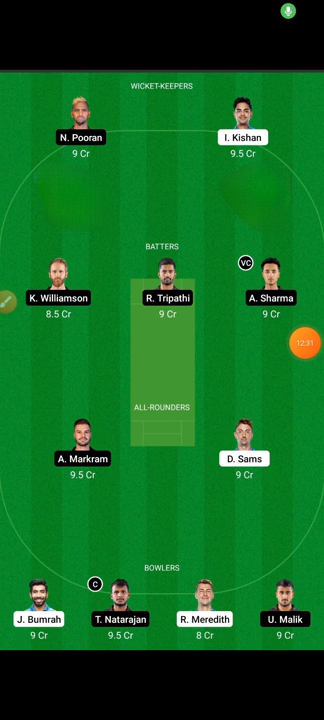 WICKET-KEEPERS
N. Pooran
9 Cr
I. Kishan
9.5 Cr
BATTERS
VC
K. Williamson
8.5 Cr
R. Tripathi
9 Cr
A. Sharma
9 Cr
12:31
ALL-ROUNDERS
A. Markram
9.5 Cr
D. Sams
9 Cr
BOWLERS
C
J. Bumrah
9 Cr
T. Natarajan
9.5 Cr
R. Meredith
8 Cr
U. Malik
9 Cr